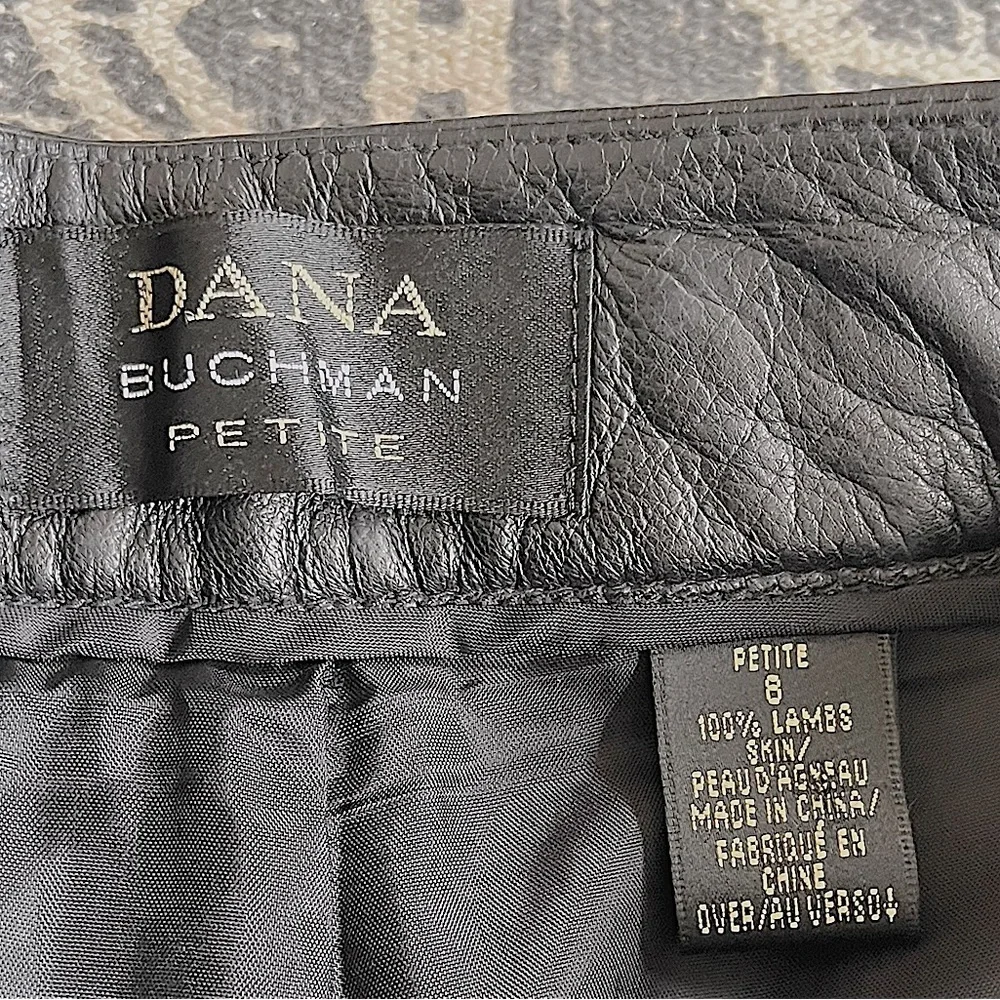 DANA
BUCHMAN
PETITE
PETITE
8
100% LAMBS
SKIN/
PEAU D'AGNEAU
MADE IN CHINA/
FABRIQUÉ EN
CHINE
OVER/AU VERSO↓